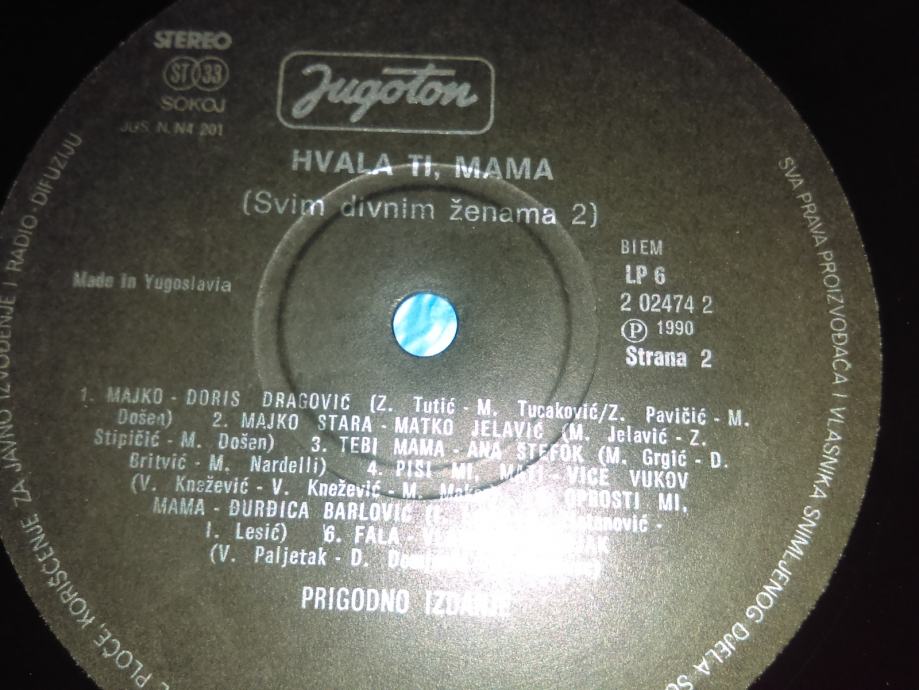 STEREO
ST 33
SOKOJ
JUS. N. N4 201
Jugoton
HVALA TI, MAMA
(Svim divnim ženama 2)
Made in Yugoslavia
BIEM
LP 6
2 02474 2
Ⓟ 1990
Strana 2
1. MAJKO - DORIS DRAGOVIĆ (Z. Tutić - M. Tucaković/Z. Pavičić - M.
Došen) 2. MAJKO STARA - MATKO JELAVIĆ (M. Jelavić - Z.
Stipičić - M. Došen) 3. TEBI MAMA - ANA ŠTEFOK (M. Grgić - D.
Britvić - M. Nardelli) 4. PIŠI MI, MATI VICE VUKOV
(V. Knežević - V. Knežević - M. OPROSTI MI,
MAMA - ĐURĐICA BARLOVIĆ
I. Lesić) 6. FALA
(V. Paljetak - D.
PRIGODNO IZDANJE
PLOČE, KORIŠĆENJE ZA JAVNO IZVOĐENJE I RADIO-DIFUZIJU
SVA PRAVA PROIZVOĐAČA I VLASNIKA SNIMLJENOG DJELA